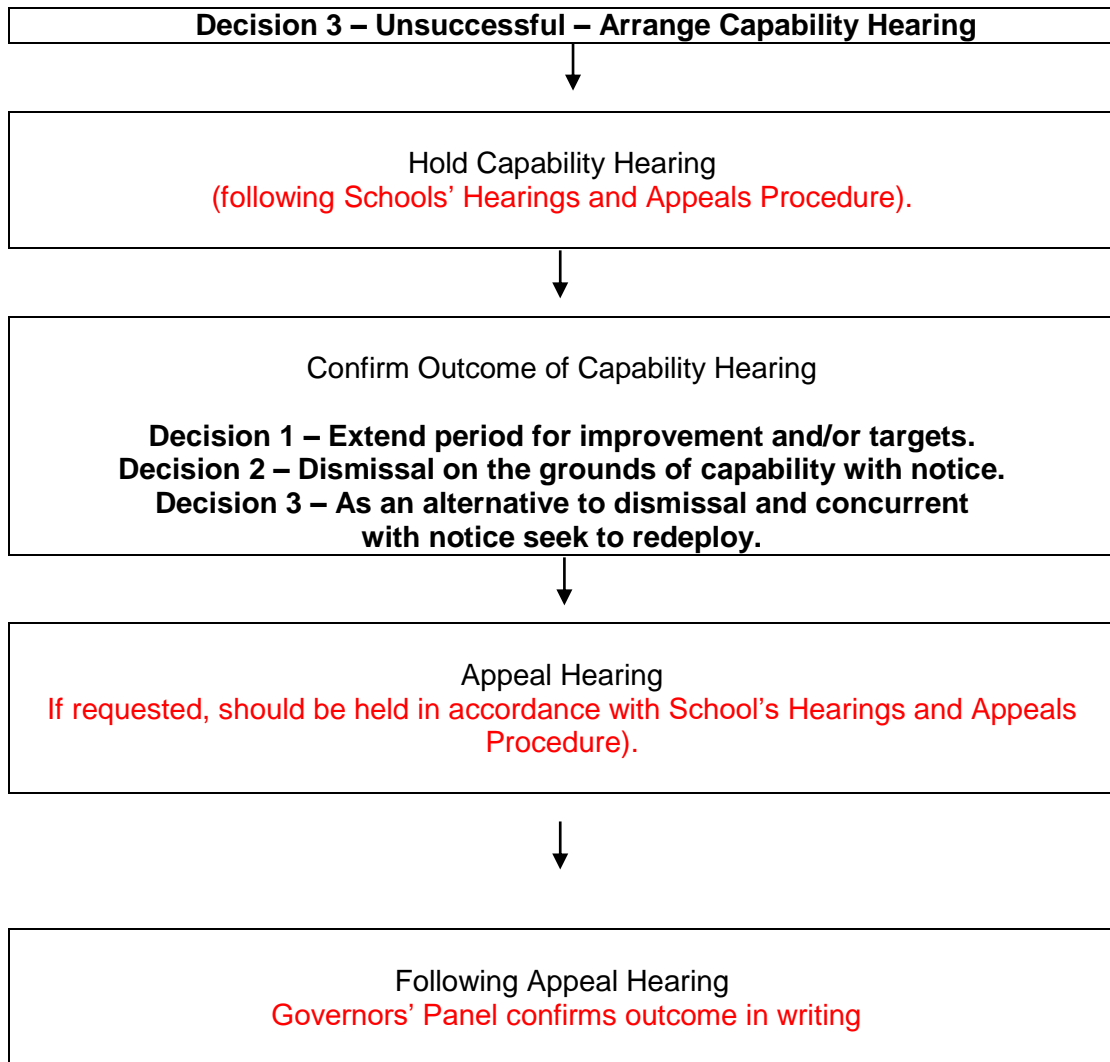 Decision 3 – Unsuccessful – Arrange Capability Hearing
Hold Capability Hearing
(following Schools’ Hearings and Appeals Procedure).
Confirm Outcome of Capability Hearing
Decision 1 – Extend period for improvement and/or targets.
Decision 2 – Dismissal on the grounds of capability with notice.
Decision 3 – As an alternative to dismissal and concurrent
with notice seek to redeploy.
Appeal Hearing
If requested, should be held in accordance with School’s Hearings and Appeals
Procedure).
Following Appeal Hearing
Governors’ Panel confirms outcome in writing